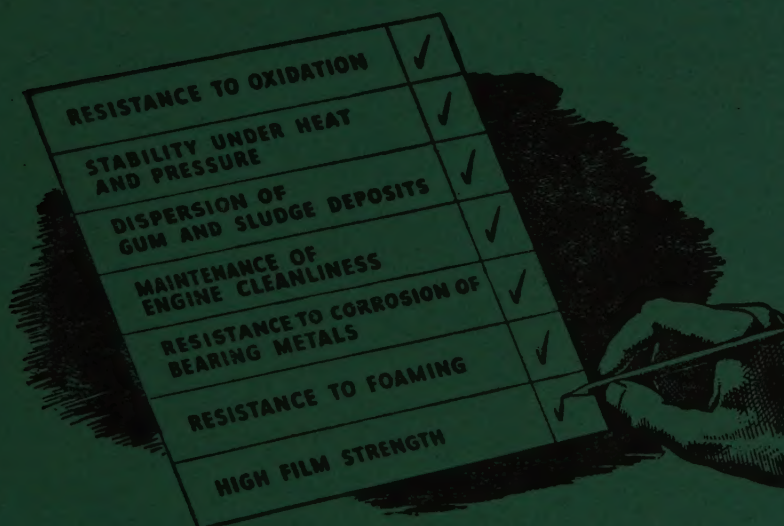 RESISTANCE TO OXIDATION
STABILITY UNDER HEAT
AND PRESSURE
DISPERSION OF
GUM AND SLUDGE DEPOSITS
MAINTENANCE OF
ENGINE CLEANLINESS
RESISTANCE TO CORROSION OF
BEARING METALS
RESISTANCE TO FOAMING
HIGH FILM STRENGTH